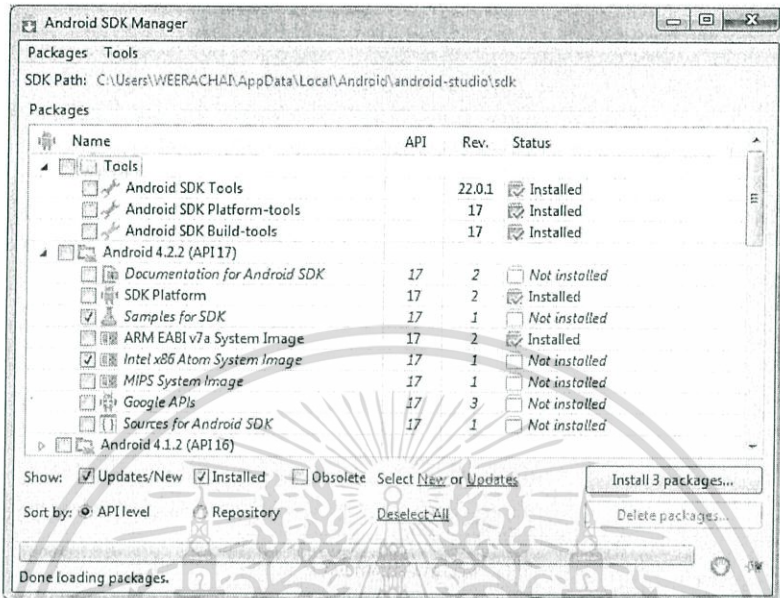 Android SDK Manager
Packages Tools
SDK Path: C:\Users\WEERACHAI\AppData\Local\Android\android-studio\sdk
Packages
Name API Rev. Status
Tools
Android SDK Tools 22.0.1 Installed
Android SDK Platform-tools 17 Installed
Android SDK Build-tools 17 Installed
Android 4.2.2 (API 17)
Documentation for Android SDK 17 2 Not installed
SDK Platform 17 2 Installed
Samples for SDK 17 1 Not installed
ARM EABI v7a System Image 17 2 Installed
Intel x86 Atom System Image 17 1 Not installed
MIPS System Image 17 1 Not installed
Google APIs 17 3 Not installed
Sources for Android SDK 17 1 Not installed
Android 4.1.2 (API 16)
Show: Updates/New Installed Obsolete Select New or Updates Install 3 packages...
Sort by: API level Repository Deselect All Delete packages...
Done loading packages.